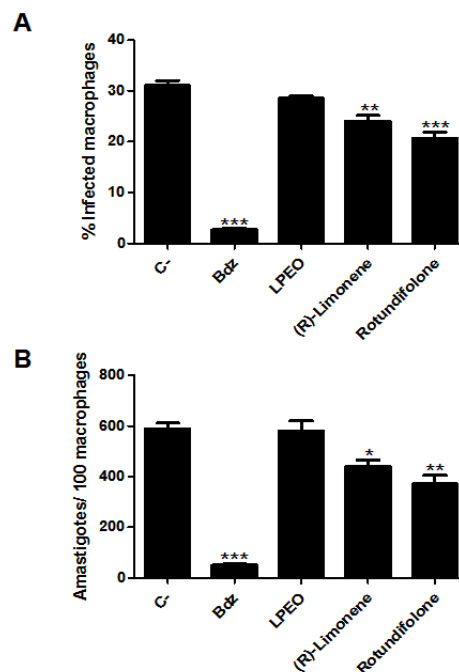 A
% Infected macrophages
40
30
20
10
0
***
**
***
C-
Bdz
LPEO
(R)-Limonene
Rotundifolone
B
Amastigotes/ 100 macrophages
800
600
400
200
0
***
*
**
C-
Bdz
LPEO
(R)-Limonene
Rotundifolone